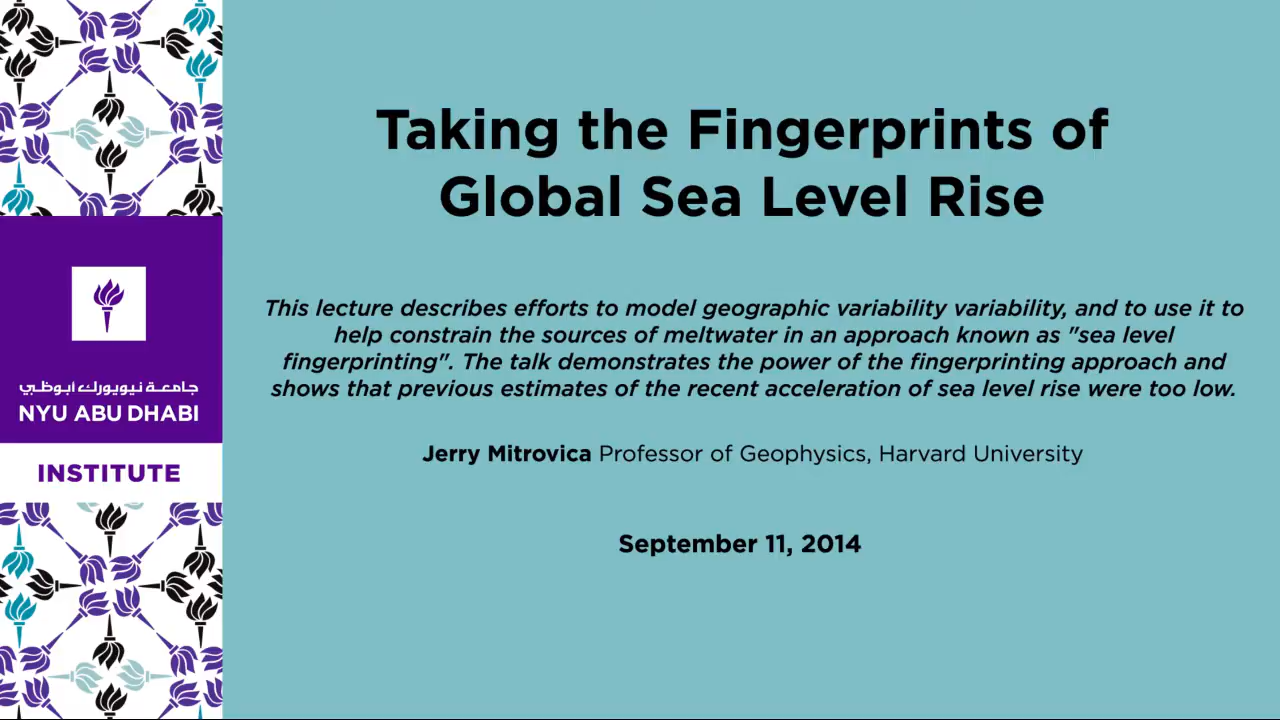 Taking the Fingerprints of
Global Sea Level Rise
This lecture describes efforts to model geographic variability variability, and to use it to
help constrain the sources of meltwater in an approach known as "sea level
fingerprinting". The talk demonstrates the power of the fingerprinting approach and
shows that previous estimates of the recent acceleration of sea level rise were too low.
Jerry Mitrovica Professor of Geophysics, Harvard University
September 11, 2014
جامعة نيويورك أبوظبي
NYU ABU DHABI
INSTITUTE